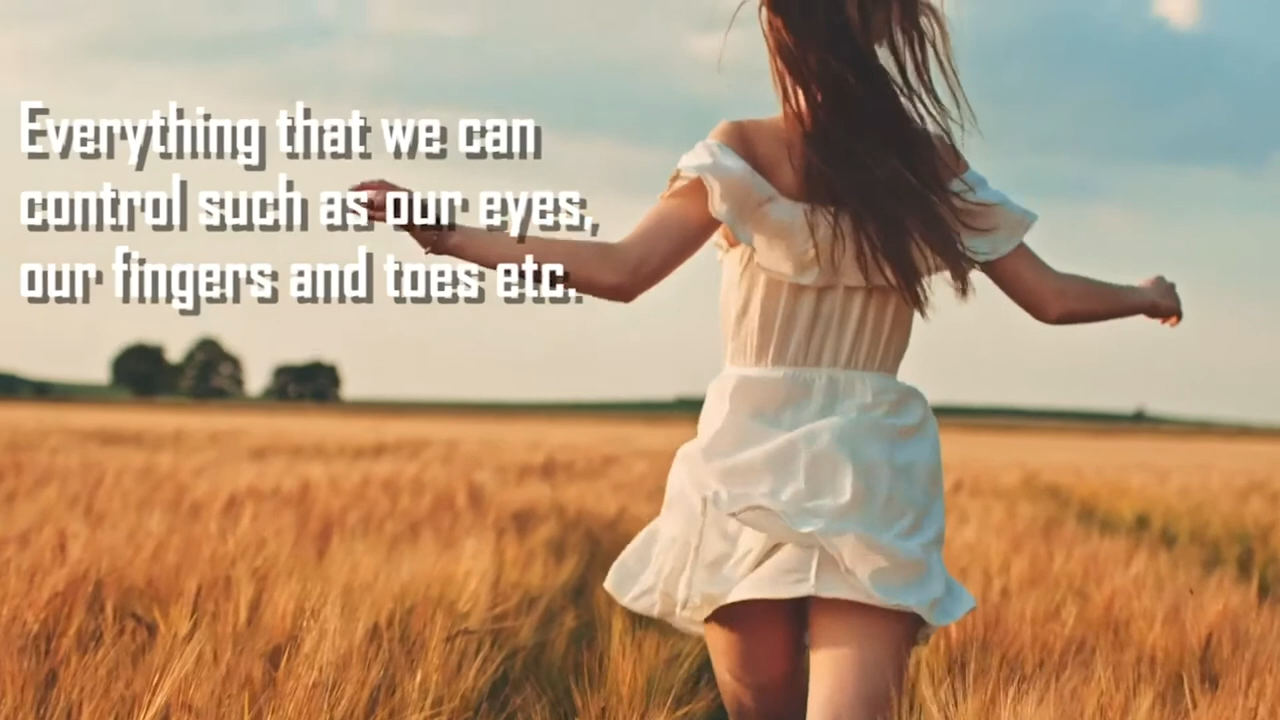 Everything that we can
control such as our eyes,
our fingers and toes etc.